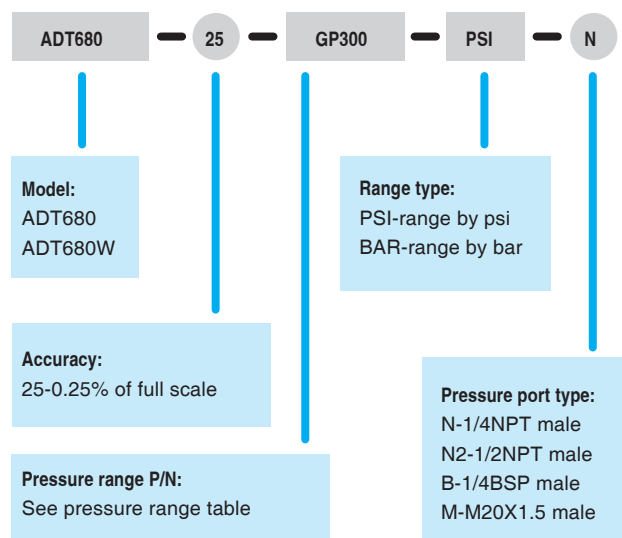 ADT680 25 GP300 PSI N
Model:
ADT680
ADT680W
Range type:
PSI-range by psi
BAR-range by bar
Accuracy:
25-0.25% of full scale
Pressure port type:
N-1/4NPT male
N2-1/2NPT male
B-1/4BSP male
M-M20X1.5 male
Pressure range P/N:
See pressure range table